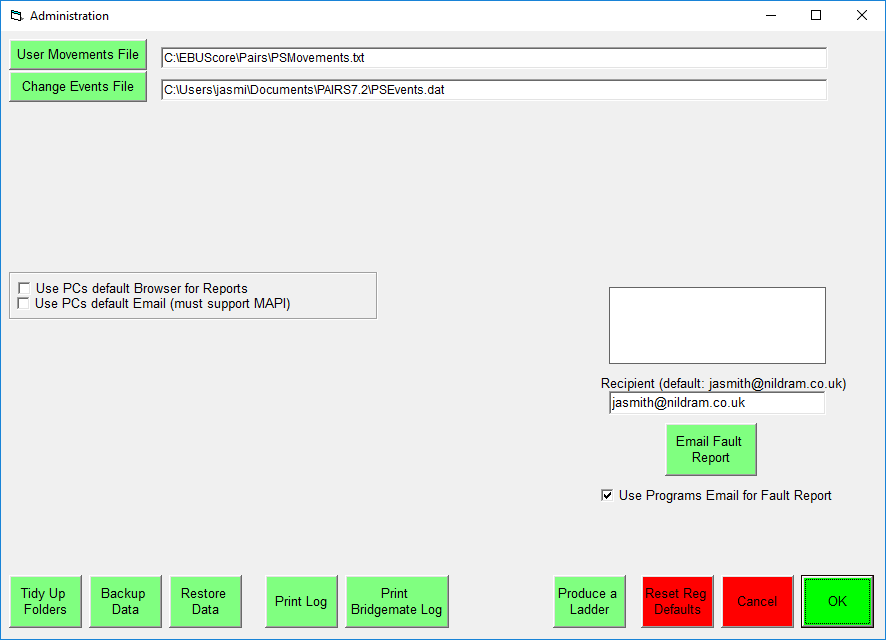 Administration
User Movements File
C:\EBUScore\Pairs\PSMovements.txt
Change Events File
C:\Users\jasmi\Documents\PAIRS7.2\PSEvents.dat
Use PCs default Browser for Reports
Use PCs default Email (must support MAPI)
Recipient (default: jasmith@nildram.co.uk)
jasmith@nildram.co.uk
Email Fault
Report
Use Programs Email for Fault Report
Tidy Up
Folders
Backup
Data
Restore
Data
Print Log
Print
Bridgemate Log
Produce a
Ladder
Reset Reg
Defaults
Cancel
OK